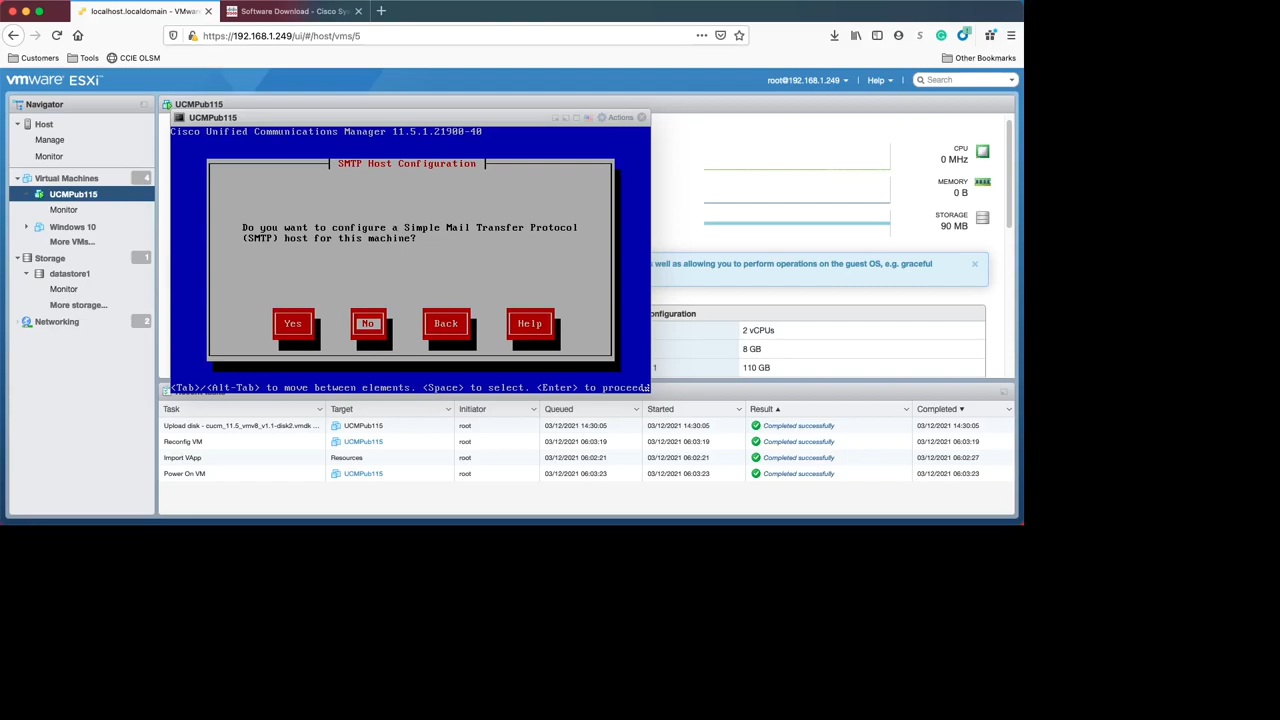 localhost.localdomain - VMwar
Software Download - Cisco Sys
https://192.168.1.249/ui/#/host/vms/5
Customers
Tools
CCIE OLSM
Other Bookmarks
vmware ESXi
root@192.168.1.249
Help
Search
Navigator
UCMPub115
Host
Manage
Monitor
Virtual Machines
4
UCMPub115
Monitor
Windows 10
More VMs...
Storage
1
datastore1
Monitor
More storage...
Networking
2
UCMPub115
Actions
Cisco Unified Communications Manager 11.5.1.21900-40
SMTP Host Configuration
Do you want to configure a Simple Mail Transfer Protocol
(SMTP) host for this machine?
Yes
No
Back
Help
<Tab>/<Alt-Tab> to move between elements. <Space> to select. <Enter> to proceed
CPU
0 MHz
MEMORY
0 B
STORAGE
90 MB
well as allowing you to perform operations on the guest OS, e.g. graceful
onfiguration
2 vCPUs
8 GB
1 110 GB
Task Target Initiator Queued Started Result Completed
Upload disk - cucm_11.5_vmv8_v1.1-disk2.vmdk ... UCMPub115 root 03/12/2021 14:30:05 03/12/2021 14:30:05 Completed successfully 03/12/2021 14:30:05
Reconfig VM UCMPub115 root 03/12/2021 06:03:19 03/12/2021 06:03:19 Completed successfully 03/12/2021 06:03:19
Import VApp Resources root 03/12/2021 06:02:21 03/12/2021 06:02:21 Completed successfully 03/12/2021 06:02:27
Power On VM UCMPub115 root 03/12/2021 06:03:23 03/12/2021 06:03:23 Completed successfully 03/12/2021 06:03:23